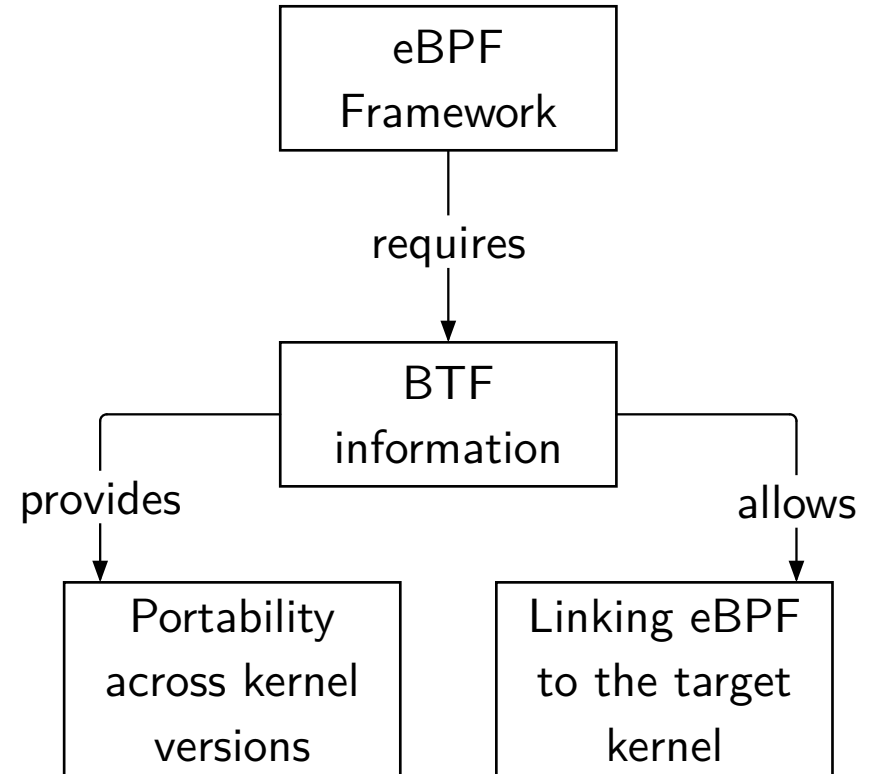 eBPF
Framework
requires
BTF
information
provides
allows
Portability
across kernel
versions
Linking eBPF
to the target
kernel